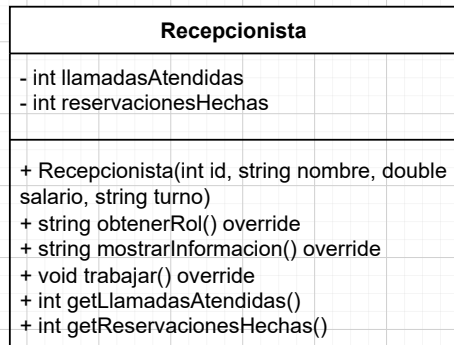 Recepcionista
- int llamadasAtendidas
- int reservacionesHechas
+ Recepcionista(int id, string nombre, double
salario, string turno)
+ string obtenerRol() override
+ string mostrarInformacion() override
+ void trabajar() override
+ int getLlamadasAtendidas()
+ int getReservacionesHechas()